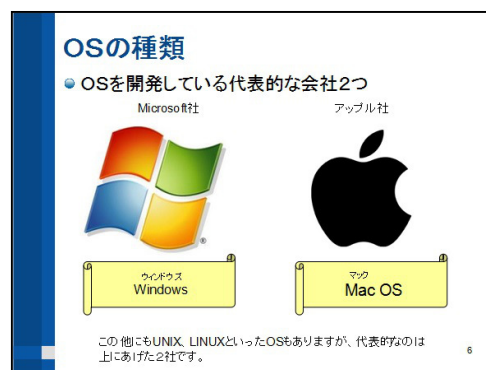 OSの種類
OSを開発している代表的な会社2つ
Microsoft社
アップル社
ウィンドウズ
Windows
マック
Mac OS
この他にもUNIX、LINUXといったOSもありますが、代表的なのは
上にあげた2社です。
6